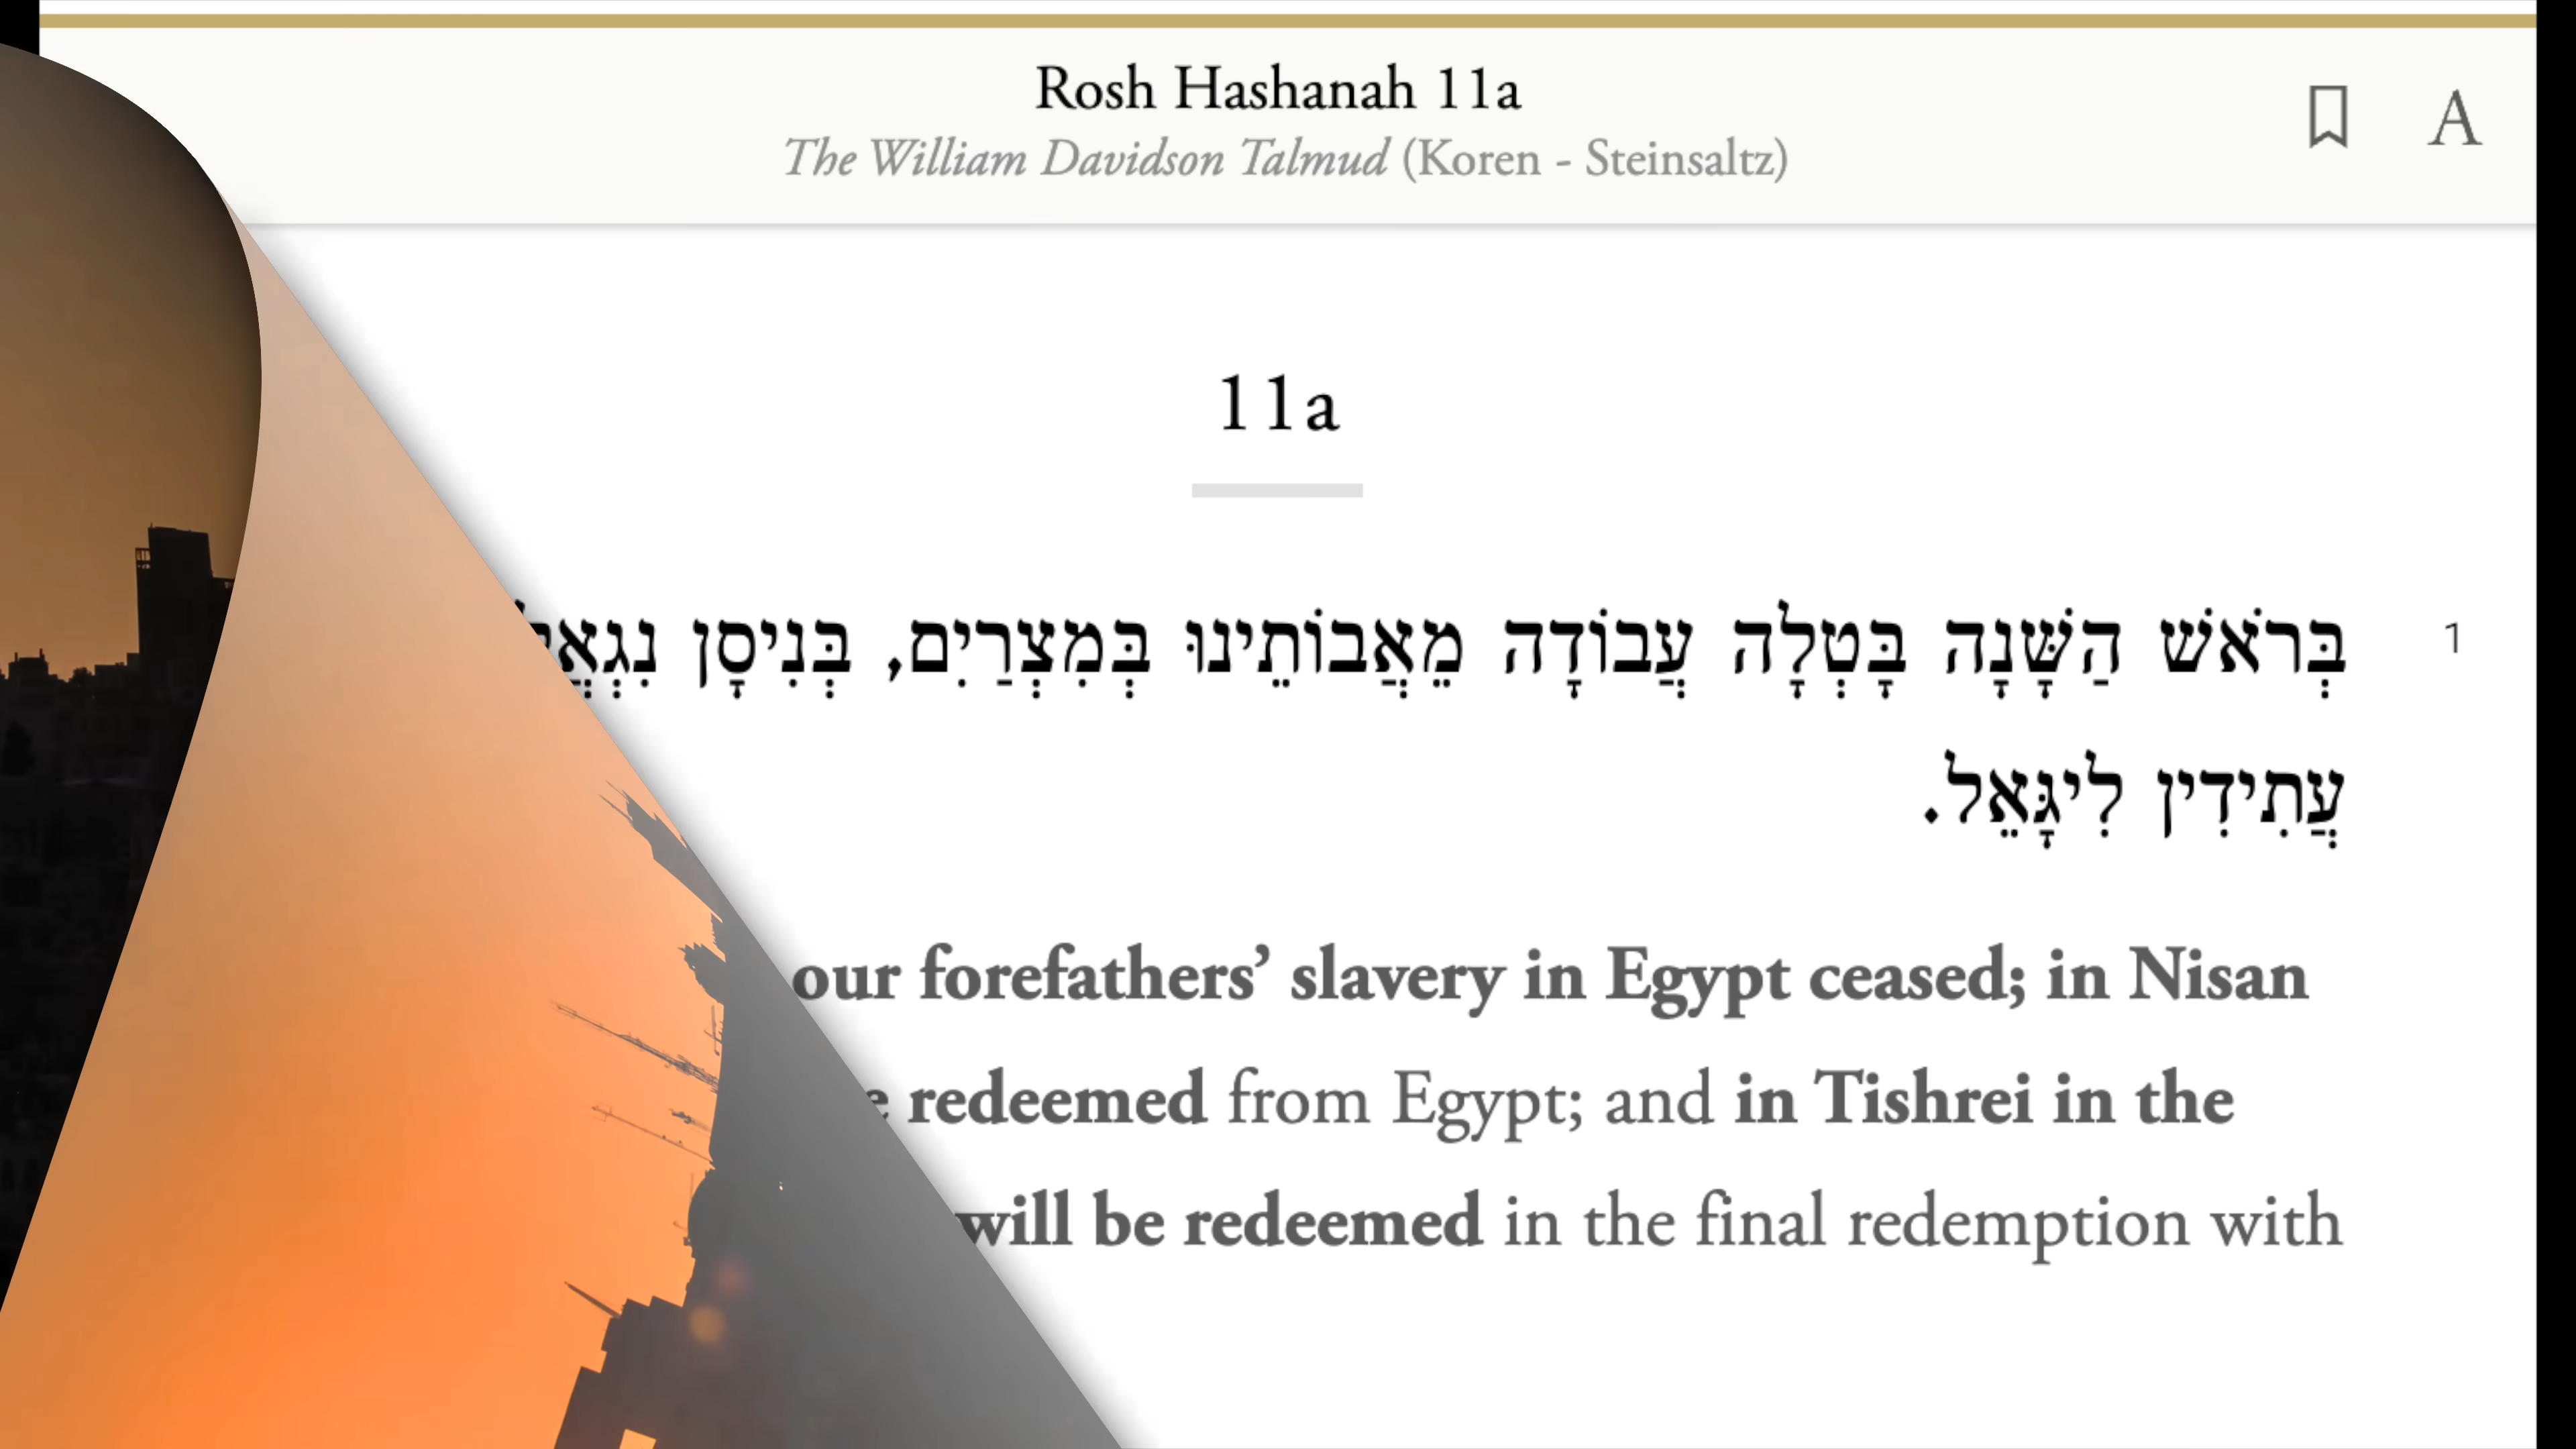 Rosh Hashanah 11a
A
The William Davidson Talmud (Koren - Steinsaltz)
11a
1
בְּרֹאשׁ הַשָּׁנָה בָּטְלָה עֲבוֹדָה מֵאֲבוֹתֵינוּ בְּמִצְרַיִם, בְּנִיסָן
עֲתִידִין לִיגָּאֵל.
our forefathers’ slavery in Egypt ceased; in Nisan
redeemed from Egypt; and in Tishrei in the
will be redeemed in the final redemption with